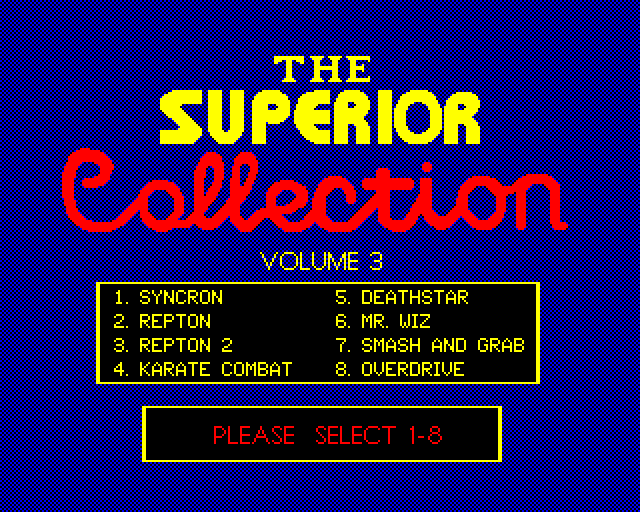 THE
SUPERIOR
Collection
VOLUME 3
1. SYNCRON
2. REPTON
3. REPTON 2
4. KARATE COMBAT
5. DEATHSTAR
6. MR. WIZ
7. SMASH AND GRAB
8. OVERDRIVE
PLEASE SELECT 1-8